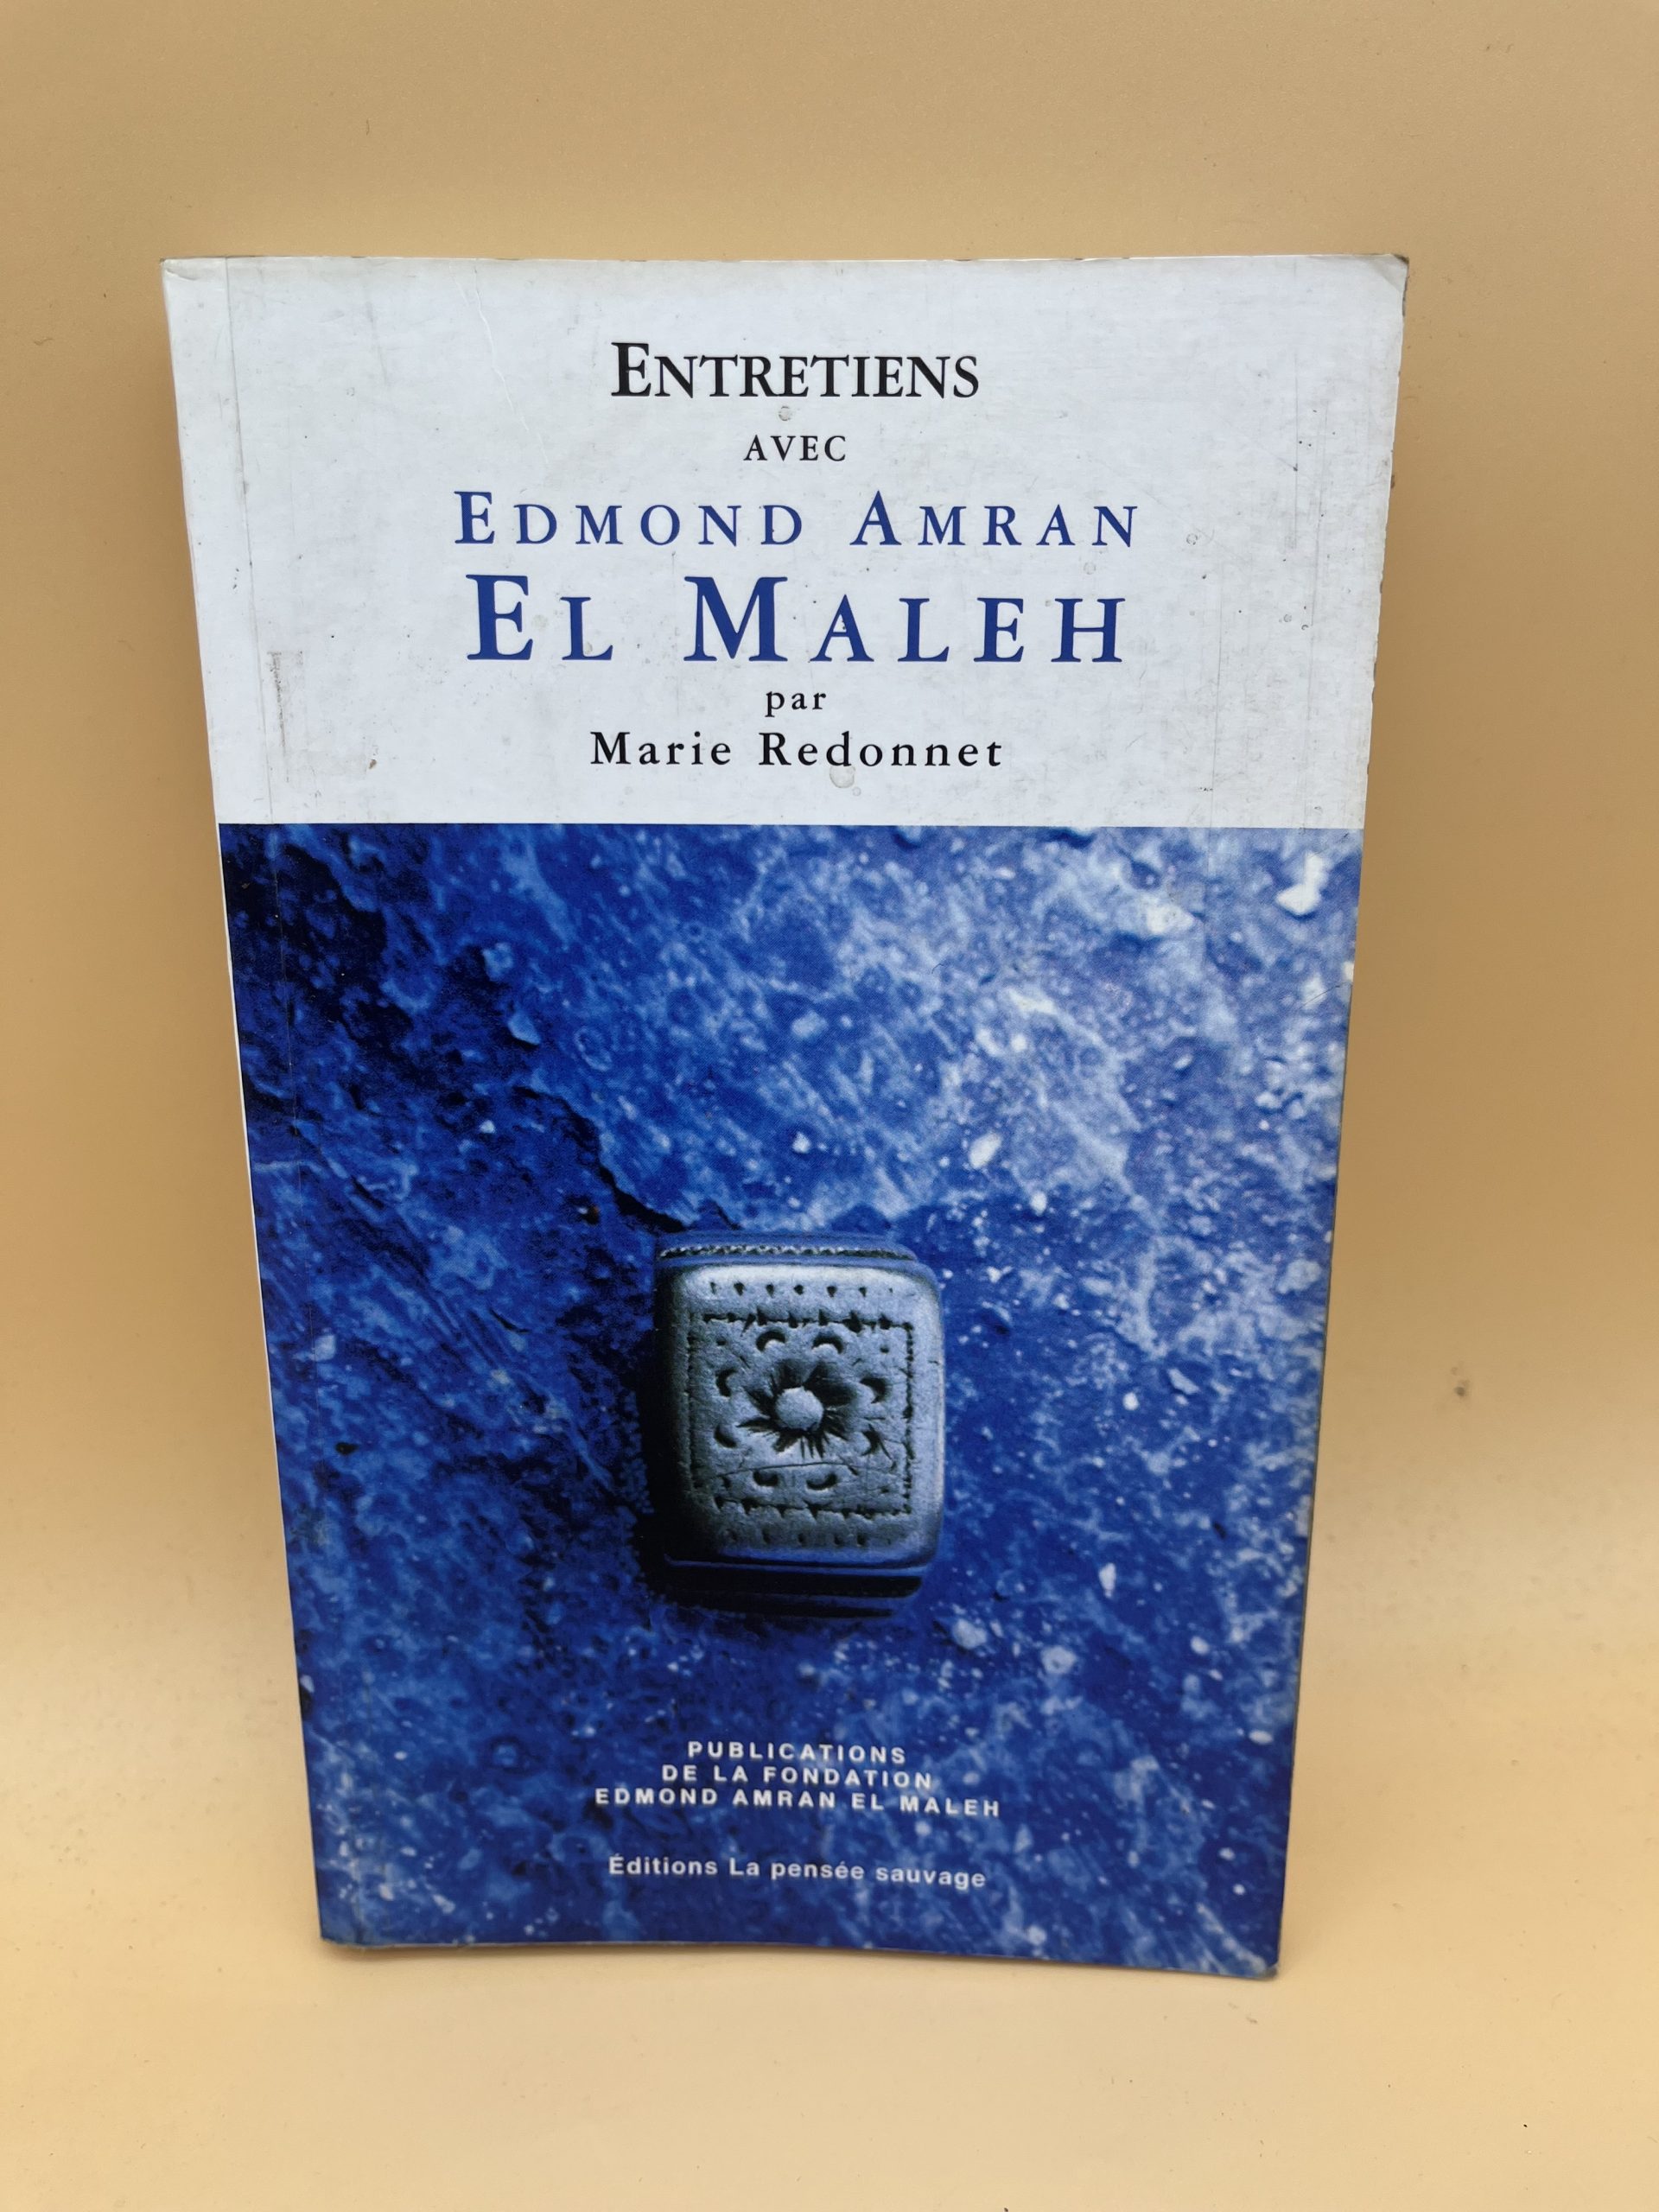 ENTRETIENS
AVEC
EDMOND AMRAN
EL MALEH
par
Marie Redonnet
PUBLICATIONS
DE LA FONDATION
EDMOND AMRAN EL MALEH
Éditions La pensée sauvage